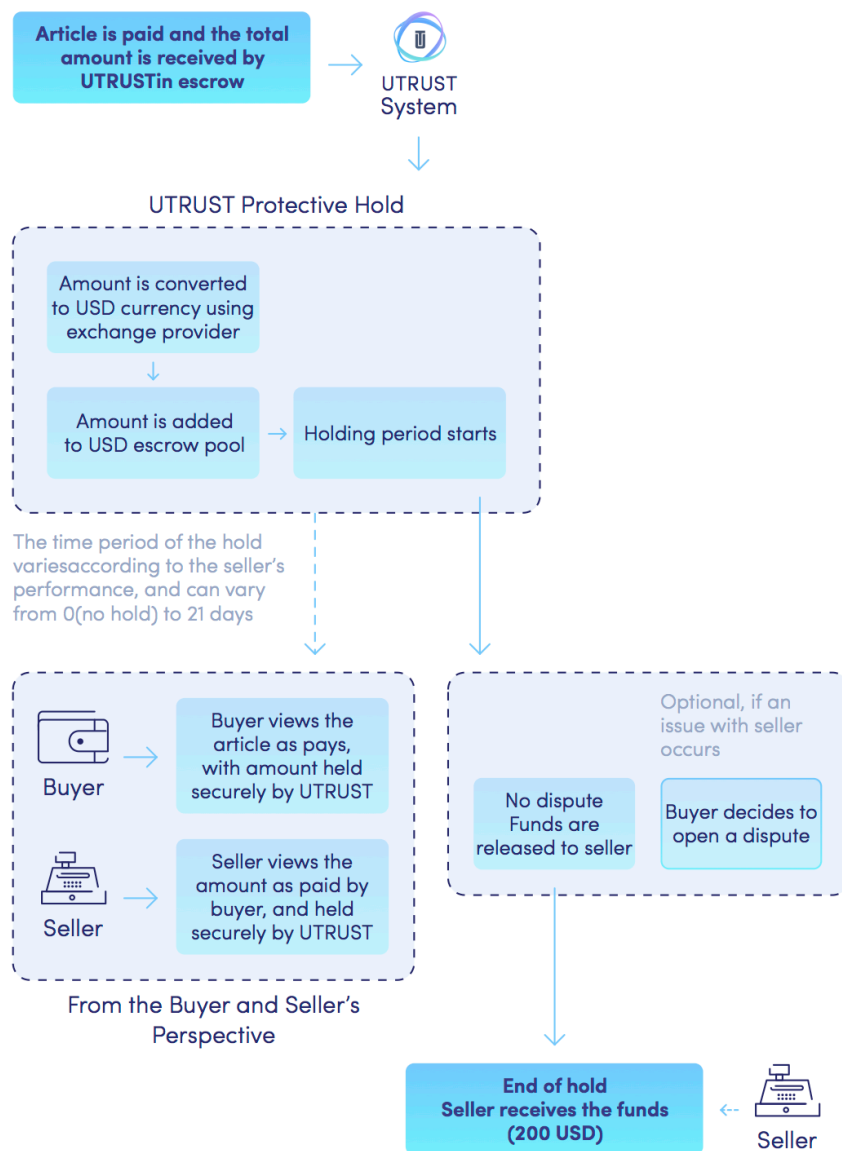 Article is paid and the total
amount is received by
UTRUSTin escrow
UTRUST
System
UTRUST Protective Hold
Amount is converted
to USD currency using
exchange provider
Amount is added
to USD escrow pool
Holding period starts
The time period of the hold
variesaccording to the seller's
performance, and can vary
from 0(no hold) to 21 days
Buyer
Buyer views the
article as pays,
with amount held
securely by UTRUST
Seller
Seller views the
amount as paid by
buyer, and held
securely by UTRUST
From the Buyer and Seller's
Perspective
Optional, if an
issue with seller
occurs
No dispute
Funds are
released to seller
Buyer decides to
open a dispute
End of hold
Seller receives the funds
(200 USD)
Seller